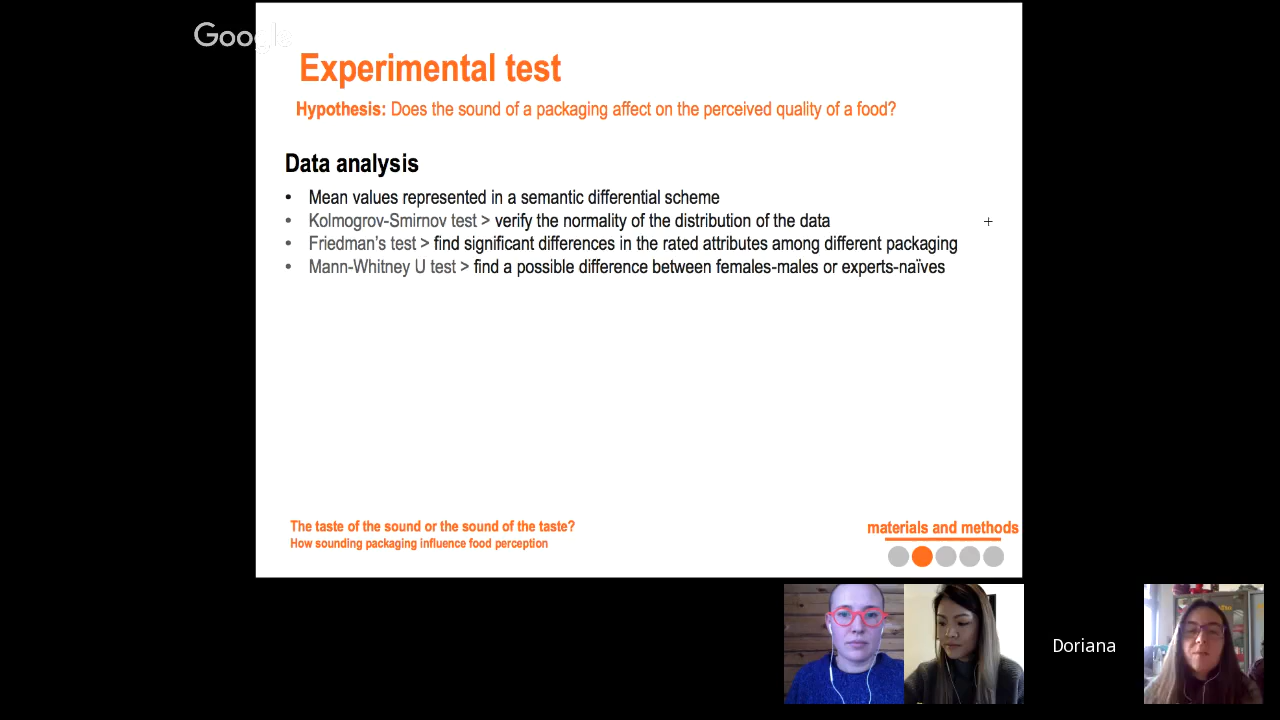 Google
Experimental test
Hypothesis: Does the sound of a packaging affect on the perceived quality of a food?
Data analysis
• Mean values represented in a semantic differential scheme
• Kolmogrov-Smirnov test > verify the normality of the distribution of the data
• Friedman's test > find significant differences in the rated attributes among different packaging
• Mann-Whitney U test > find a possible difference between females-males or experts-naïves
The taste of the sound or the sound of the taste?
How sounding packaging influence food perception
materials and methods
Doriana